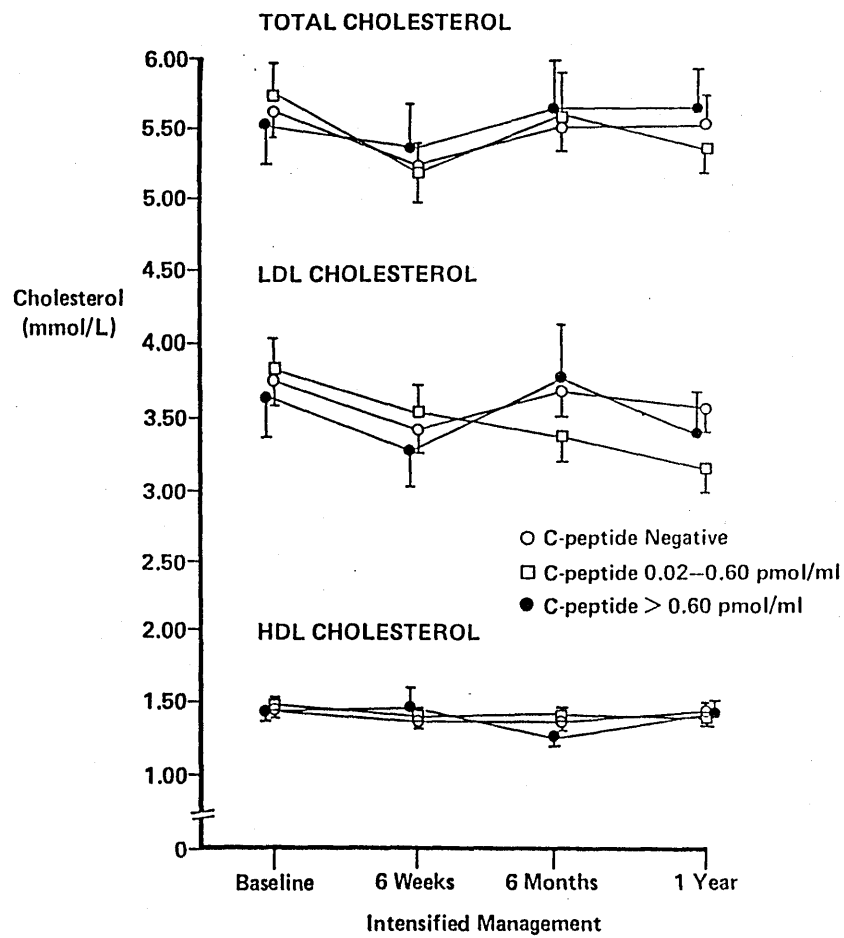 TOTAL CHOLESTEROL
6.00
5.50
5.00
4.50
LDL CHOLESTEROL
Cholesterol
(mmol/L)
4.00
3.50
3.00
C-peptide Negative
2.50
C-peptide 0.02–0.60 pmol/ml
C-peptide > 0.60 pmol/ml
2.00
HDL CHOLESTEROL
1.50
1.00
0
Baseline 6 Weeks 6 Months 1 Year
Intensified Management